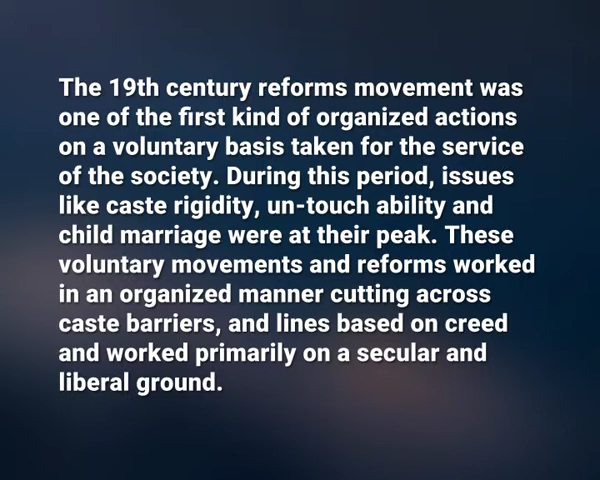 The 19th century reforms movement was
one of the first kind of organized actions
on a voluntary basis taken for the service
of the society. During this period, issues
like caste rigidity, un-touch ability and
child marriage were at their peak. These
voluntary movements and reforms worked
in an organized manner cutting across
caste barriers, and lines based on creed
and worked primarily on a secular and
liberal ground.